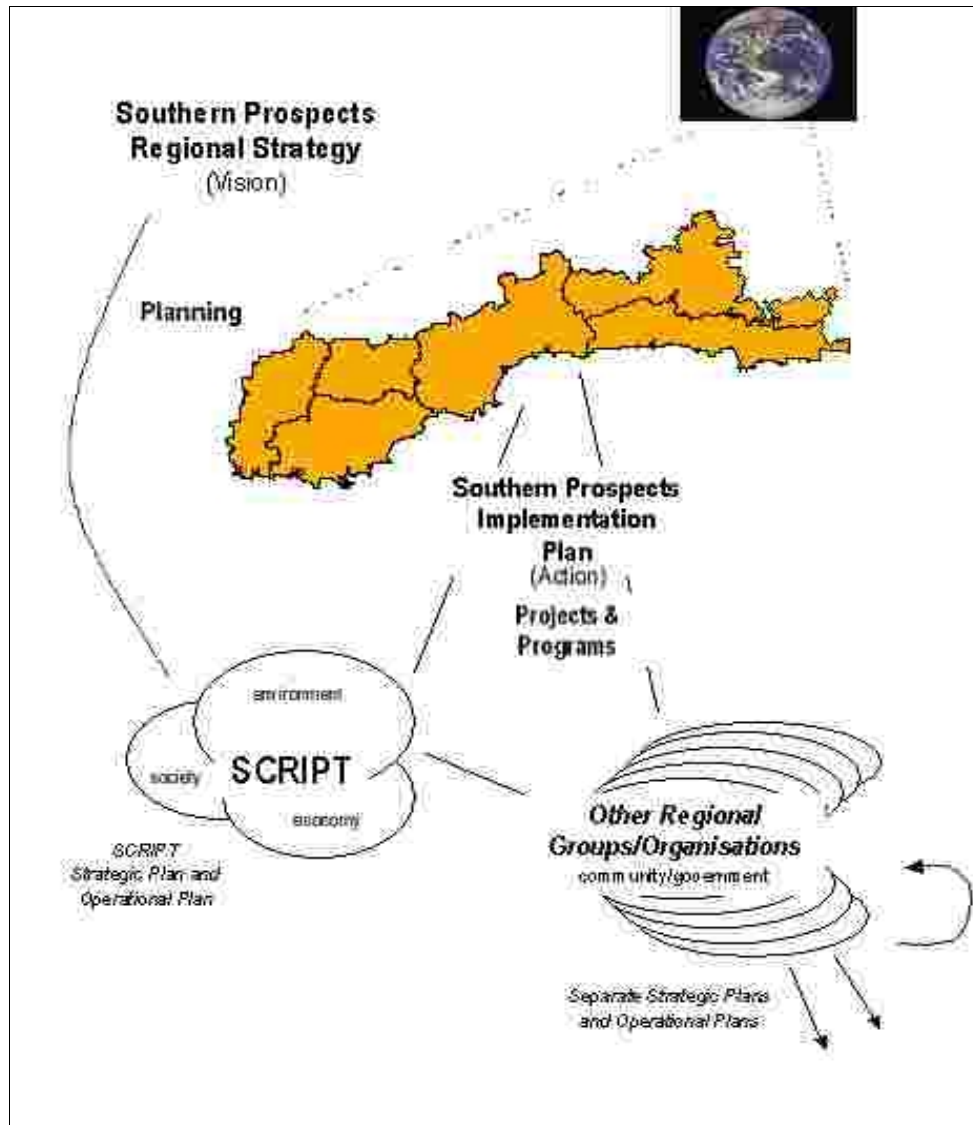 Southern Prospects
Regional Strategy
(Vision)
Planning
Southern Prospects
Implementation
Plan
(Action)
Projects &
Programs
environment
society
SCRIPT
economy
SCRIPT
Strategic Plan and
Operational Plan
Other Regional
Groups/Organisations
community/government
Separate Strategic Plans
and Operational Plans